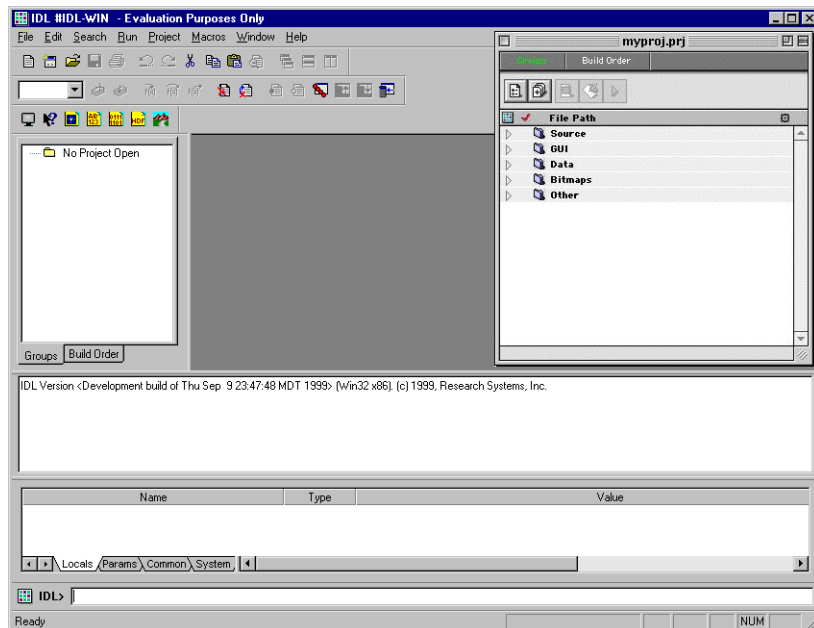 IDL #IDL-WIN - Evaluation Purposes Only
File Edit Search Run Project Macros Window Help
myproj.prj
Groups Build Order
File Path
Source
GUI
Data
Bitmaps
Other
No Project Open
Groups Build Order
IDL Version <Development build of Thu Sep 9 23:47:48 MDT 1999> (Win32 x86). (c) 1999, Research Systems, Inc.
Name Type Value
Locals Params Common System
IDL>
Ready NUM